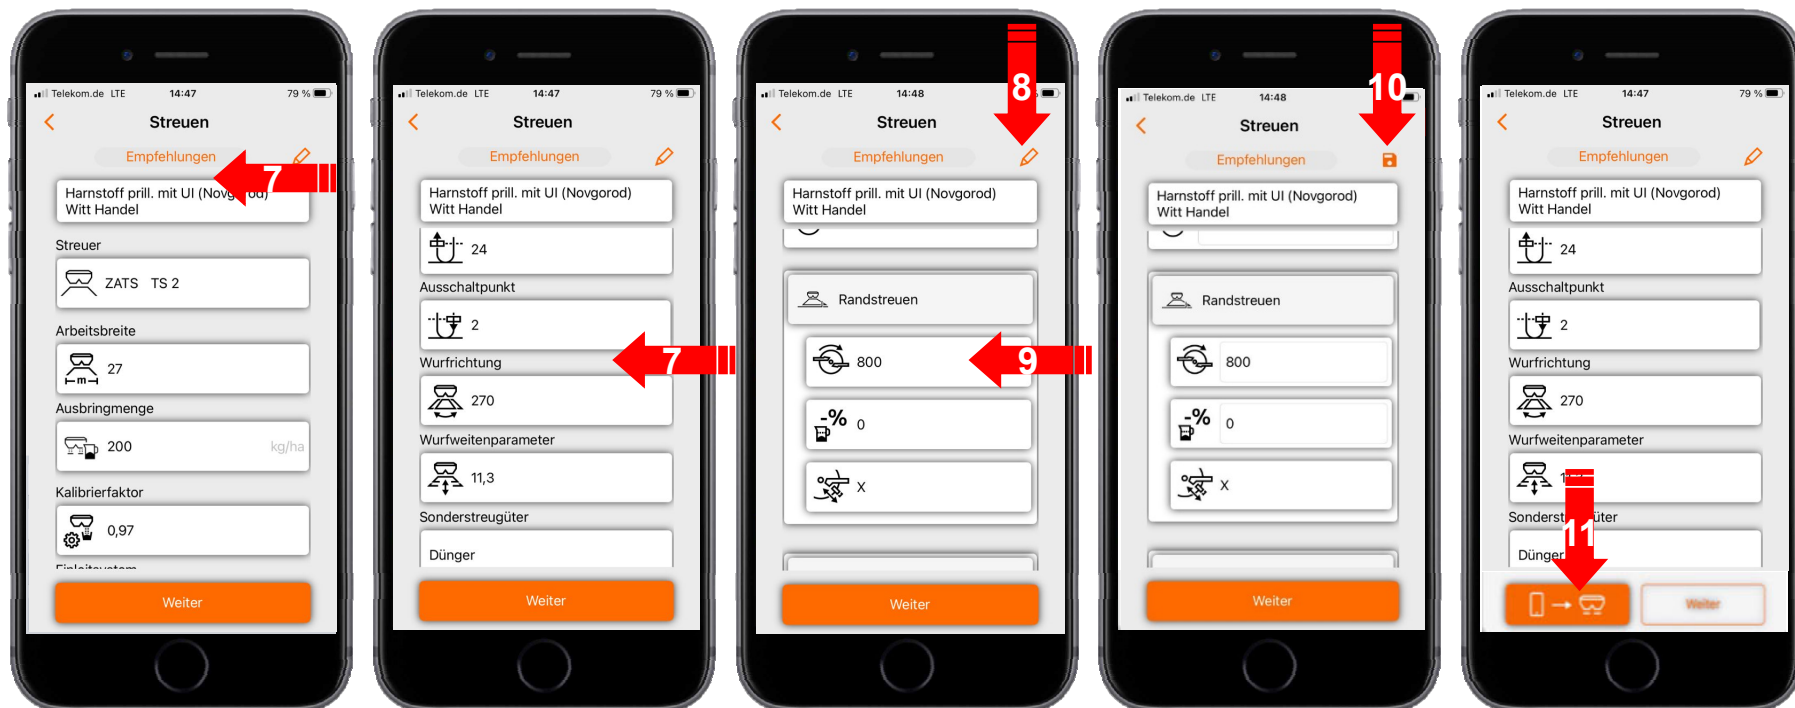 Telekom.de LTE 14:47 79 %
Streuen
Empfehlungen
7
Harnstoff prill. mit UI (Novgorod)
Witt Handel
Streuer
ZATS TS 2
Arbeitsbreite
m
27
Ausbringmenge
200 kg/ha
Kalibrierfaktor
0,97
Weiter
Telekom.de LTE 14:47 79 %
Streuen
Empfehlungen
Harnstoff prill. mit UI (Novgorod)
Witt Handel
24
Ausschaltpunkt
2
Wurfrichtung
7
270
Wurfweitenparameter
11,3
Sonderstreugüter
Dünger
Weiter
8
Telekom.de LTE 14:48 %
Streuen
Empfehlungen
Harnstoff prill. mit UI (Novgorod)
Witt Handel
Randstreuen
800
9
-%
0
X
Weiter
10
Telekom.de LTE 14:48
Streuen
Empfehlungen
Harnstoff prill. mit UI (Novgorod)
Witt Handel
Randstreuen
800
-%
0
X
Weiter
Telekom.de LTE 14:47 79 %
Streuen
Empfehlungen
Harnstoff prill. mit UI (Novgorod)
Witt Handel
24
Ausschaltpunkt
2
Wurfrichtung
270
Wurfweitenparameter
Sonderstreugüter
11
Dünger
Weiter